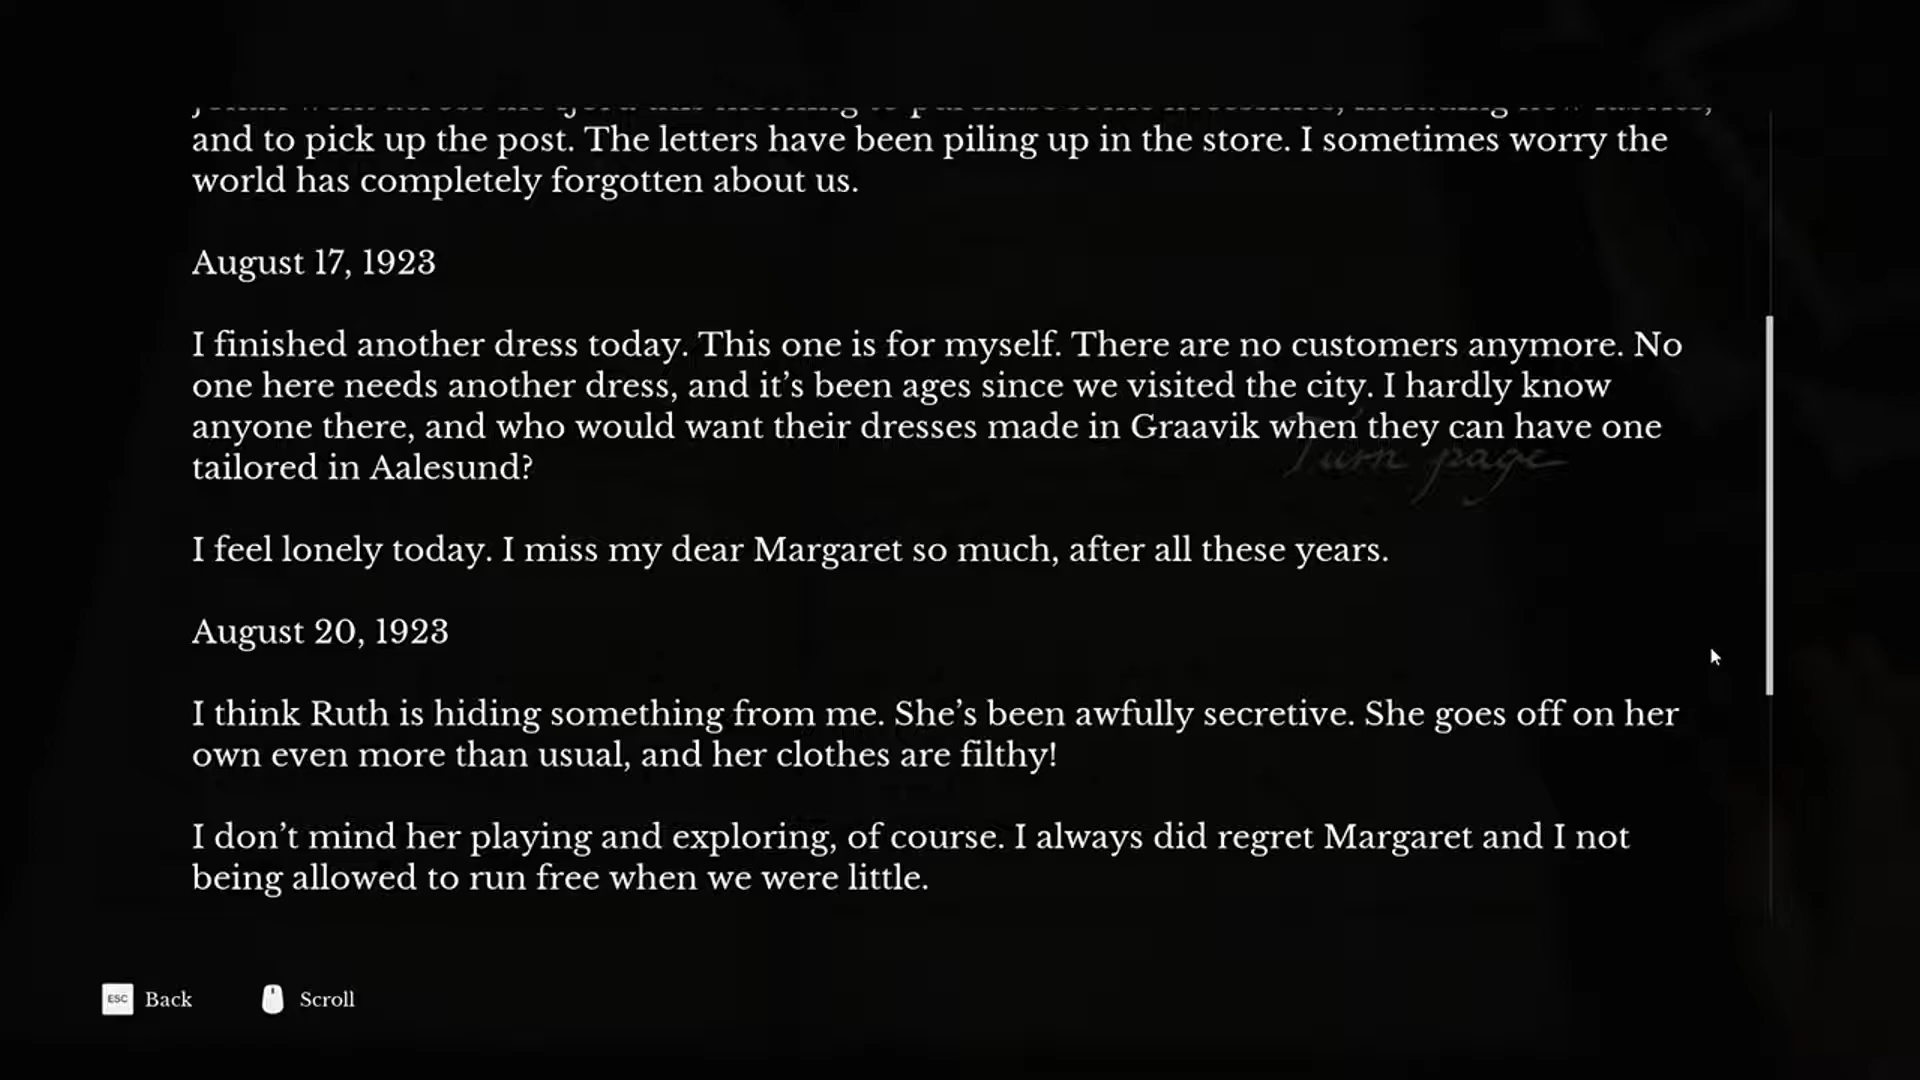 and to pick up the post. The letters have been piling up in the store. I sometimes worry the
world has completely forgotten about us.
August 17, 1923
I finished another dress today. This one is for myself. There are no customers anymore. No
one here needs another dress, and it’s been ages since we visited the city. I hardly know
anyone there, and who would want their dresses made in Graavik when they can have one
tailored in Aalesund?
Turn page
I feel lonely today. I miss my dear Margaret so much, after all these years.
August 20, 1923
I think Ruth is hiding something from me. She’s been awfully secretive. She goes off on her
own even more than usual, and her clothes are filthy!
I don’t mind her playing and exploring, of course. I always did regret Margaret and I not
being allowed to run free when we were little.
ESC Back Scroll